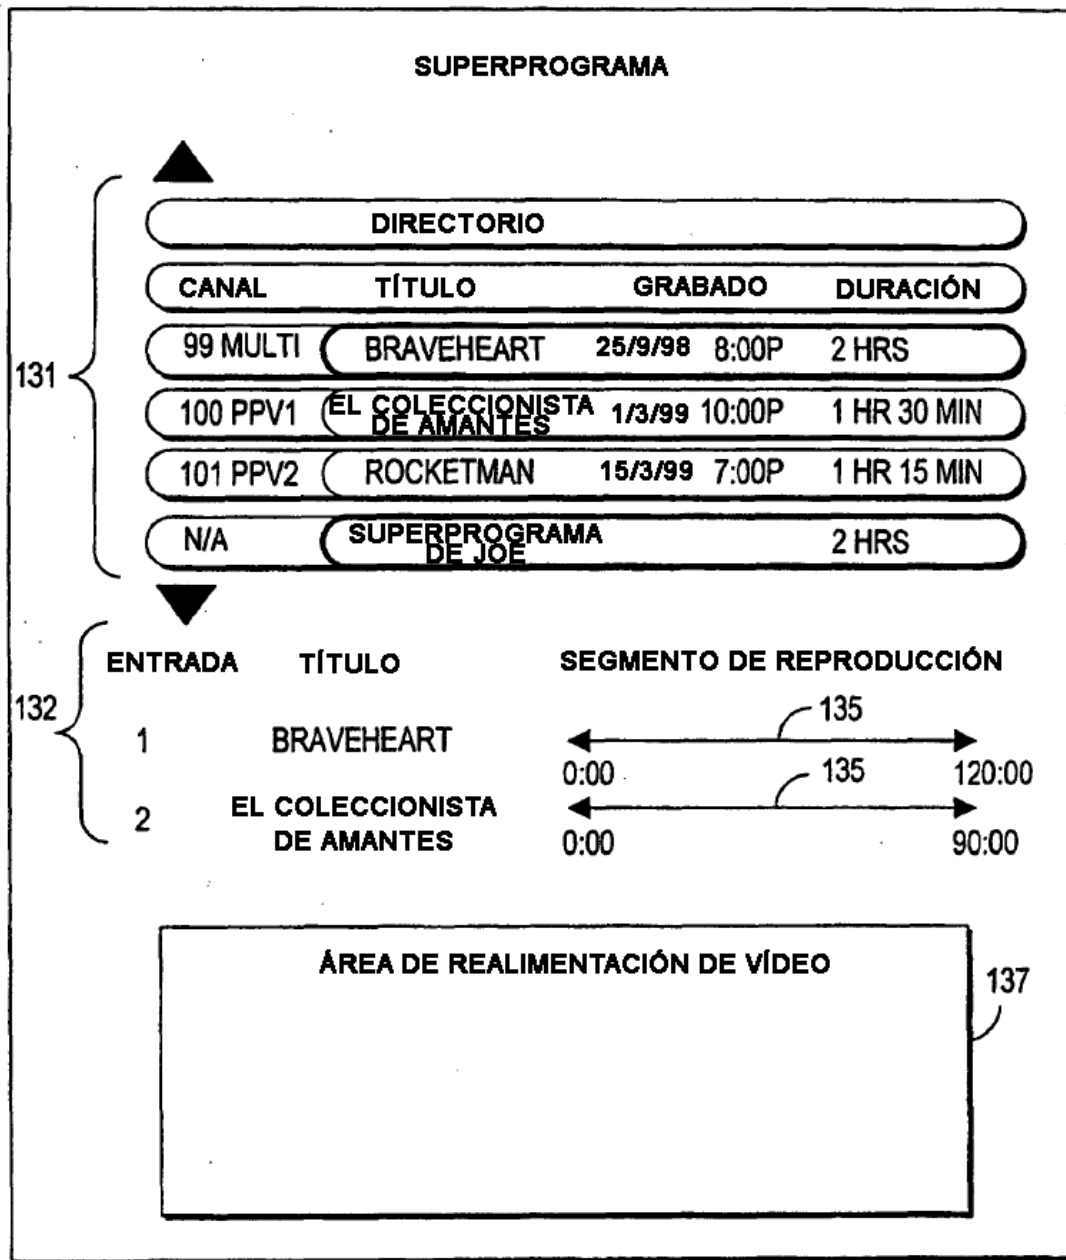 SUPERPROGRAMA
DIRECTORIO
CANAL TÍTULO GRABADO DURACIÓN
99 MULTI BRAVEHEART 25/9/98 8:00P 2 HRS
100 PPV1 EL COLECCIONISTA DE AMANTES 1/3/99 10:00P 1 HR 30 MIN
101 PPV2 ROCKETMAN 15/3/99 7:00P 1 HR 15 MIN
N/A SUPERPROGRAMA DE JOE 2 HRS
131
ENTRADA TÍTULO SEGMENTO DE REPRODUCCIÓN
132
1 BRAVEHEART 135
0:00 120:00
2 EL COLECCIONISTA DE AMANTES 135
0:00 90:00
ÁREA DE REALIMENTACIÓN DE VÍDEO
137